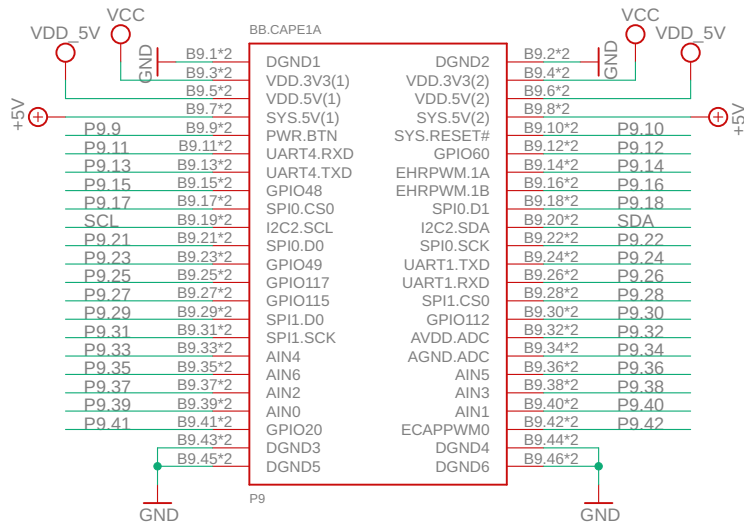 VCC VCC
VDD_5V BB.CAPE1A VDD_5V
GND B9.1*2 DGND1 DGND2 B9.2*2 GND
B9.3*2 VDD.3V3(1) VDD.3V3(2) B9.4*2
B9.5*2 VDD.5V(1) VDD.5V(2) B9.6*2
+5V B9.7*2 SYS.5V(1) SYS.5V(2) B9.8*2 +5V
P9.9 B9.9*2 PWR.BTN SYS.RESET# B9.10*2 P9.10
P9.11 B9.11*2 UART4.RXD GPIO60 B9.12*2 P9.12
P9.13 B9.13*2 UART4.TXD EHRPWM.1A B9.14*2 P9.14
P9.15 B9.15*2 GPIO48 EHRPWM.1B B9.16*2 P9.16
P9.17 B9.17*2 SPI0.CS0 SPI0.D1 B9.18*2 P9.18
SCL B9.19*2 I2C2.SCL I2C2.SDA B9.20*2 SDA
P9.21 B9.21*2 SPI0.D0 SPI0.SCK B9.22*2 P9.22
P9.23 B9.23*2 GPIO49 UART1.TXD B9.24*2 P9.24
P9.25 B9.25*2 GPIO117 UART1.RXD B9.26*2 P9.26
P9.27 B9.27*2 GPIO115 SPI1.CS0 B9.28*2 P9.28
P9.29 B9.29*2 SPI1.D0 GPIO112 B9.30*2 P9.30
P9.31 B9.31*2 SPI1.SCK AVDD.ADC B9.32*2 P9.32
P9.33 B9.33*2 AIN4 AGND.ADC B9.34*2 P9.34
P9.35 B9.35*2 AIN6 AIN5 B9.36*2 P9.36
P9.37 B9.37*2 AIN2 AIN3 B9.38*2 P9.38
P9.39 B9.39*2 AIN0 AIN1 B9.40*2 P9.40
P9.41 B9.41*2 GPIO20 ECAPPWM0 B9.42*2 P9.42
B9.43*2 DGND3 DGND4 B9.44*2
B9.45*2 DGND5 DGND6 B9.46*2
P9
GND GND